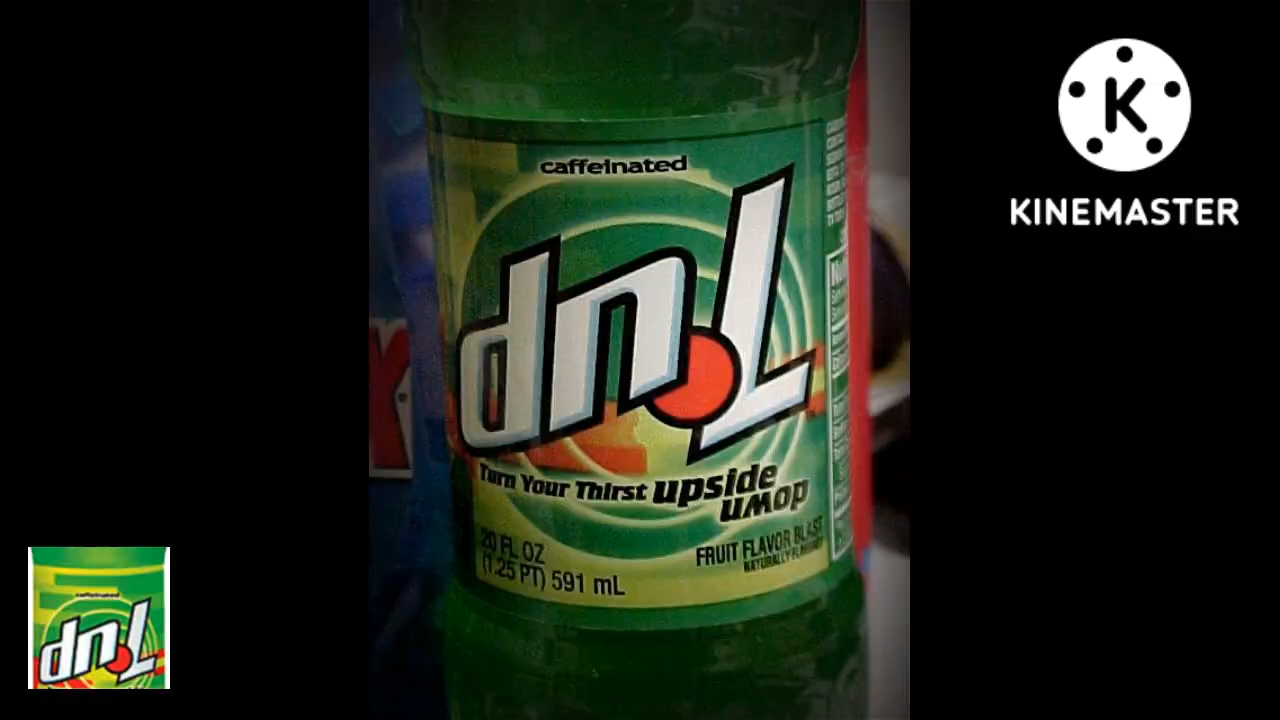 caffeinated
dnL
Turn Your Thirst upside
down
20 FL OZ
(1.25 PT) 591 mL
FRUIT FLAVOR BLAST
NATURALLY FLAVORED
K
KINEMASTER
caffeinated
dnL